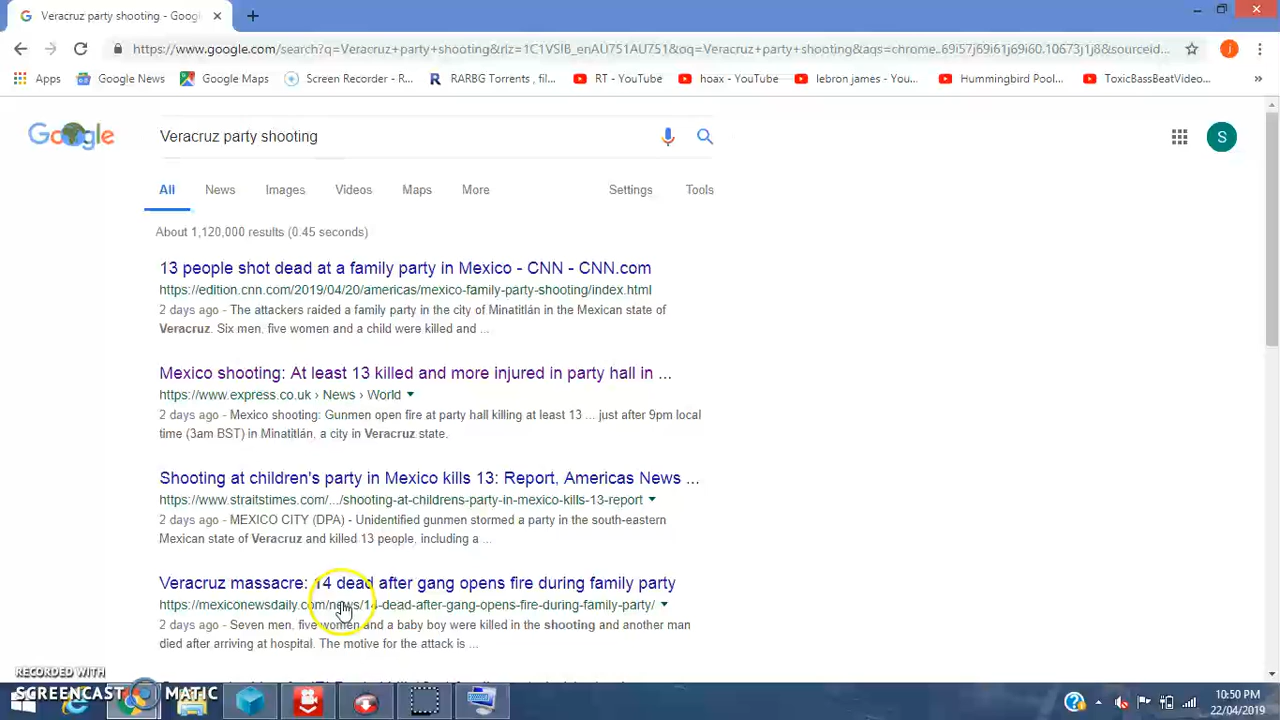 Veracruz party shooting - Goog
https://www.google.com/search?q=Veracruz+party+shooting&rlz=1C1VSIB_enAU751AU751&oq=Veracruz+party+shooting&aqs=chrome..69i57j69i61j69i60.10673j1j8&sourceid...
j
Apps Google News Google Maps Screen Recorder - R... RARBG Torrents , fil... RT - YouTube hoax - YouTube lebron james - You... Hummingbird Pool... ToxicBassBeatVideo... »
Google Veracruz party shooting S
All News Images Videos Maps More Settings Tools
About 1,120,000 results (0.45 seconds)
13 people shot dead at a family party in Mexico - CNN - CNN.com
https://edition.cnn.com/2019/04/20/americas/mexico-family-party-shooting/index.html
2 days ago - The attackers raided a family party in the city of Minatitlán in the Mexican state of
Veracruz. Six men, five women and a child were killed and ...
Mexico shooting: At least 13 killed and more injured in party hall in ...
https://www.express.co.uk › News › World
2 days ago - Mexico shooting: Gunmen open fire at party hall killing at least 13 ... just after 9pm local
time (3am BST) in Minatitlán, a city in Veracruz state.
Shooting at children's party in Mexico kills 13: Report, Americas News ...
https://www.straitstimes.com/.../shooting-at-childrens-party-in-mexico-kills-13-report
2 days ago - MEXICO CITY (DPA) - Unidentified gunmen stormed a party in the south-eastern
Mexican state of Veracruz and killed 13 people, including a ...
Veracruz massacre: 14 dead after gang opens fire during family party
https://mexiconewsdaily.com/news/14-dead-after-gang-opens-fire-during-family-party/
2 days ago - Seven men, five women and a baby boy were killed in the shooting and another man
died after arriving at hospital. The motive for the attack is ...
RECORDED WITH
SCREENCAST MATIC
10:50 PM
22/04/2019